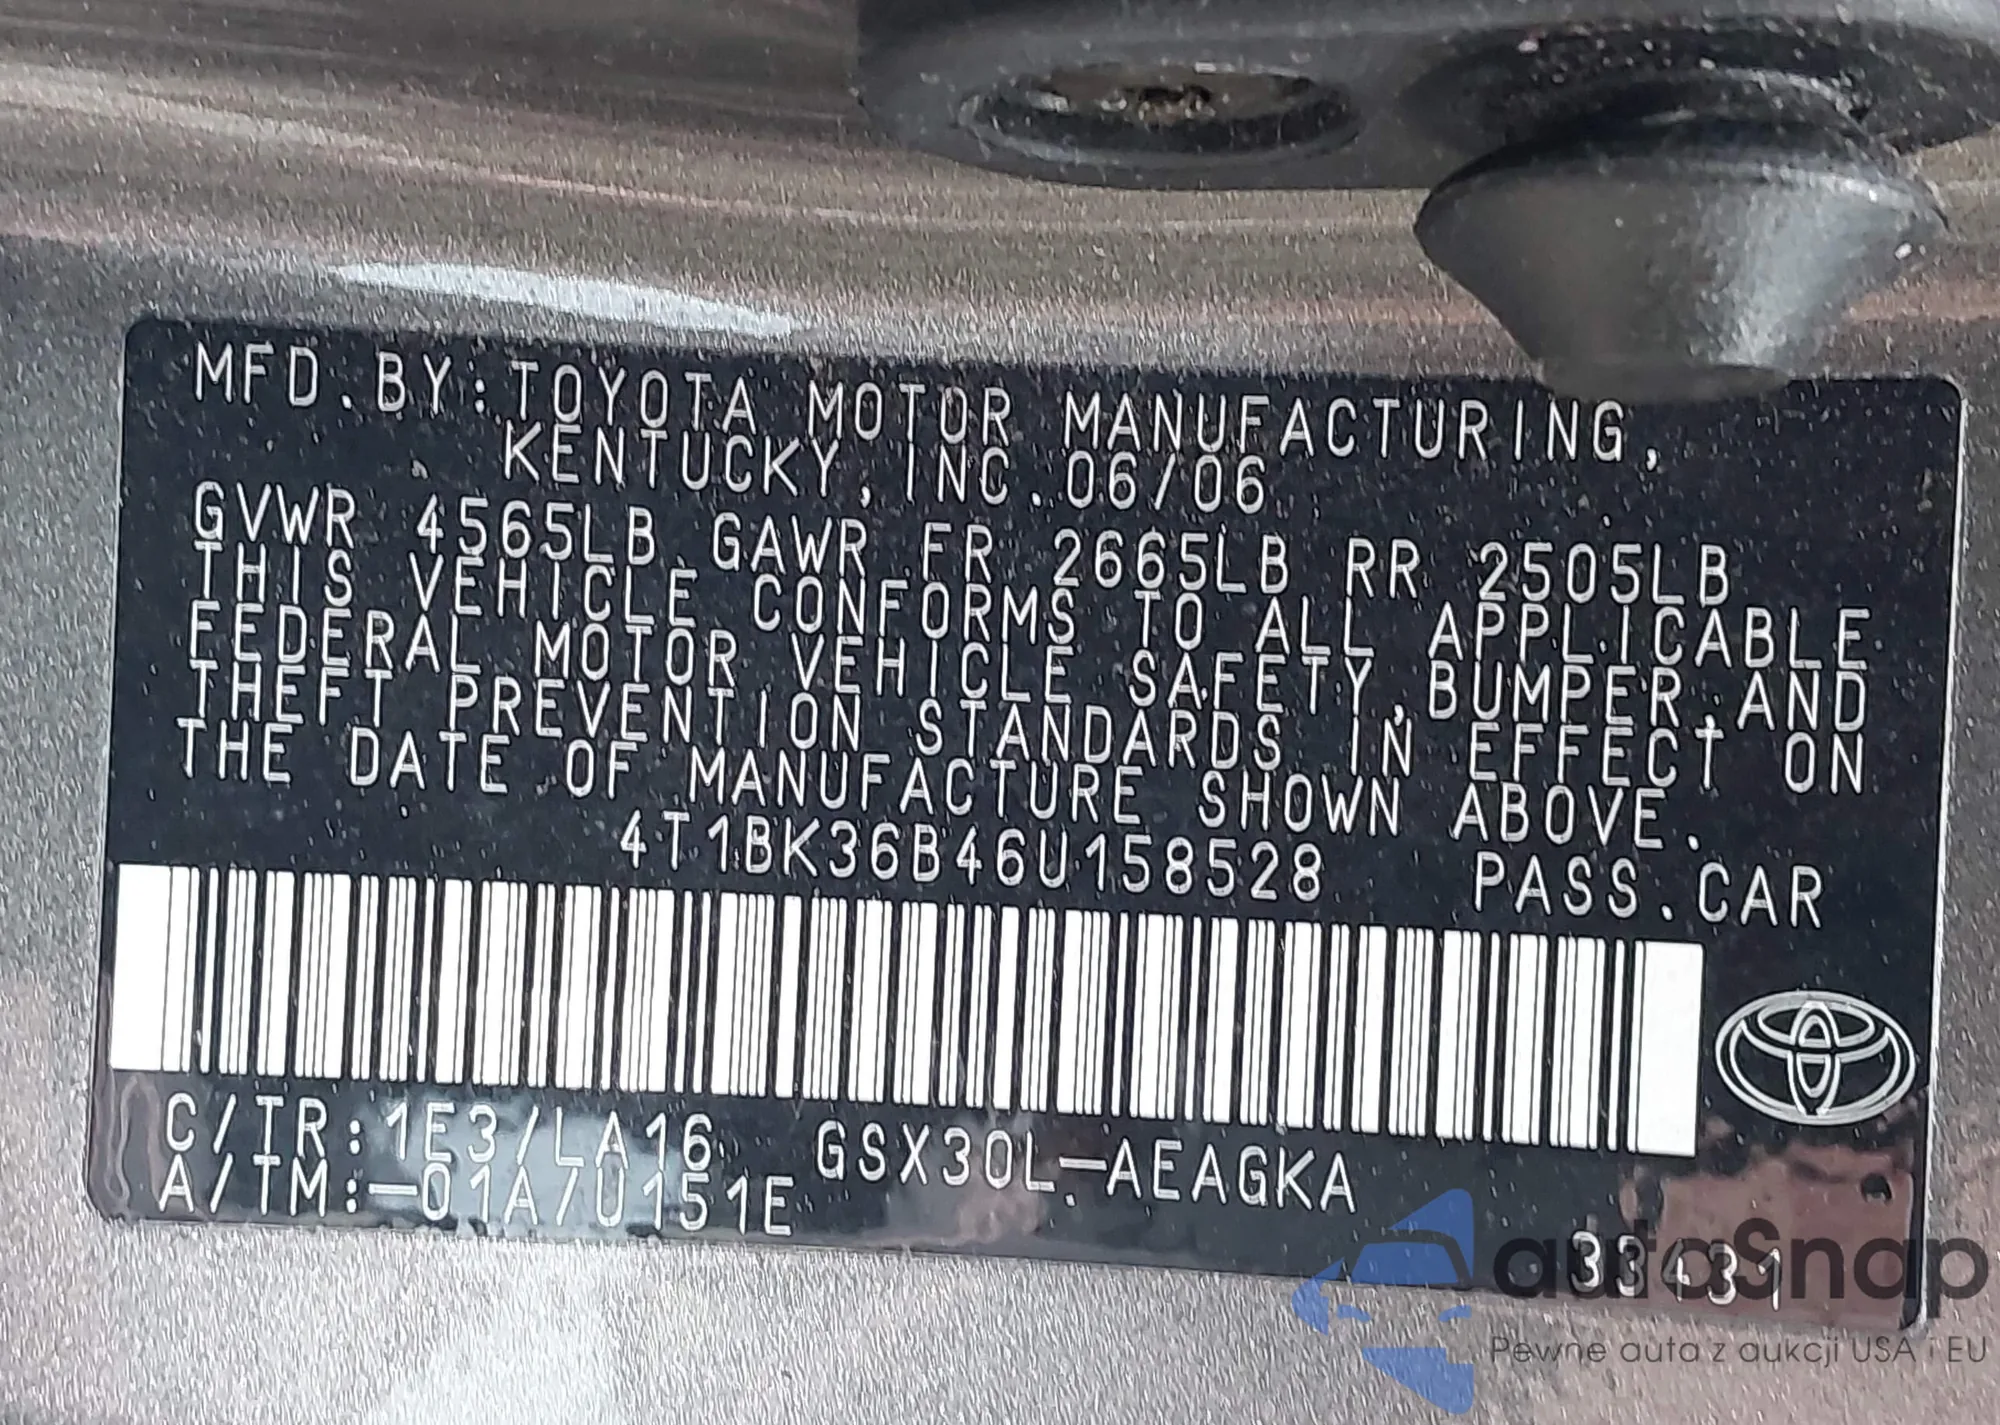 MFD.BY:TOYOTA MOTOR MANUFACTURING,
KENTUCKY, INC.06/06
GVWR 4565LB GAWR FR 2665LB RR 2505LB
THIS VEHICLE CONFORMS TO ALL APPLICABLE
FEDERAL MOTOR VEHICLE SAFETY,BUMPER,AND
THEFT PREVENTION STANDARDS IN EFFECT ON
THE DATE OF MANUFACTURE SHOWN ABOVE.
4T1BK36B46U158528 PASS.CAR
C/TR:1E3/LA16 GSX30L-AEAGKA
A/TM:-01A/U151E
33431
autoSnap
Pewne auta z aukcji USA i EU